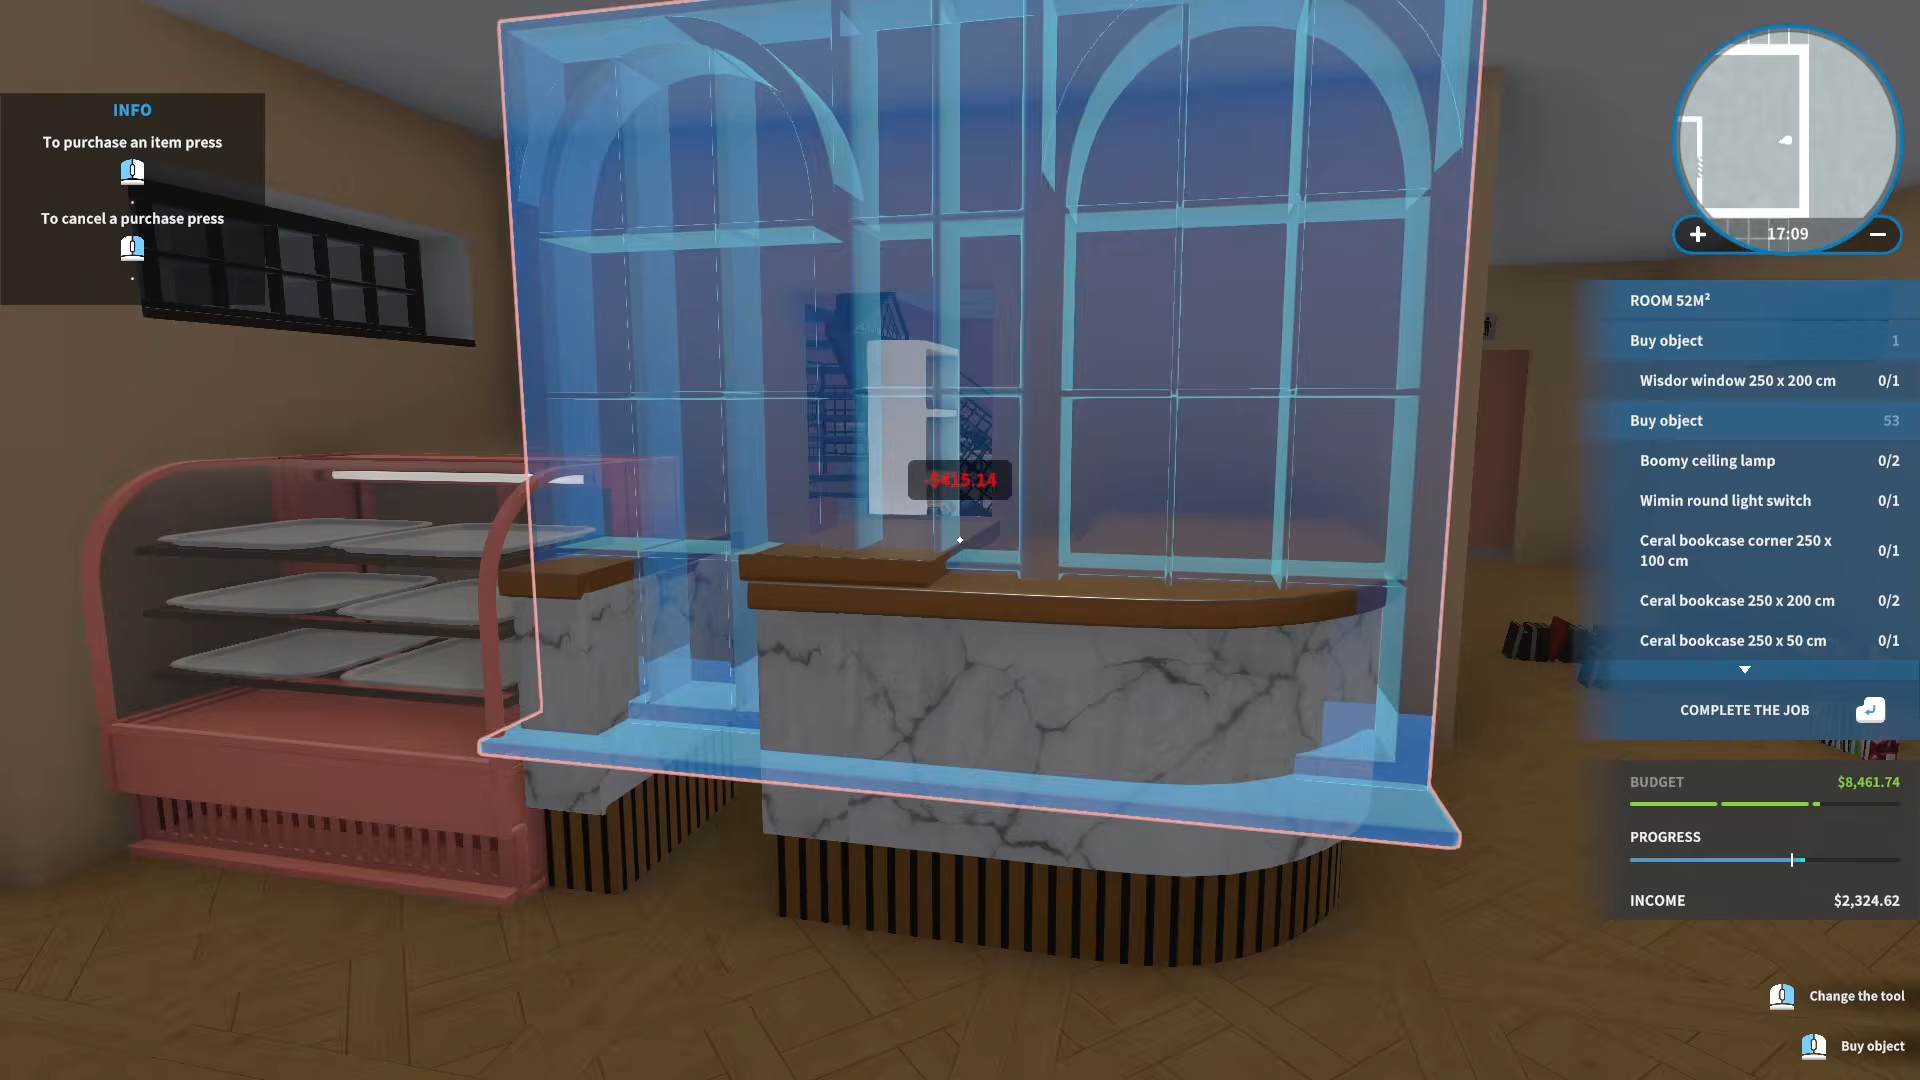 INFO
To purchase an item press
.
To cancel a purchase press
.
-$415.14
17:09
ROOM 52M²
Buy object 1
Wisdor window 250 x 200 cm 0/1
Buy object 53
Boomy ceiling lamp 0/2
Wimin round light switch 0/1
Ceral bookcase corner 250 x
100 cm 0/1
Ceral bookcase 250 x 200 cm 0/2
Ceral bookcase 250 x 50 cm 0/1
COMPLETE THE JOB
BUDGET $8,461.74
PROGRESS
INCOME $2,324.62
Change the tool
Buy object